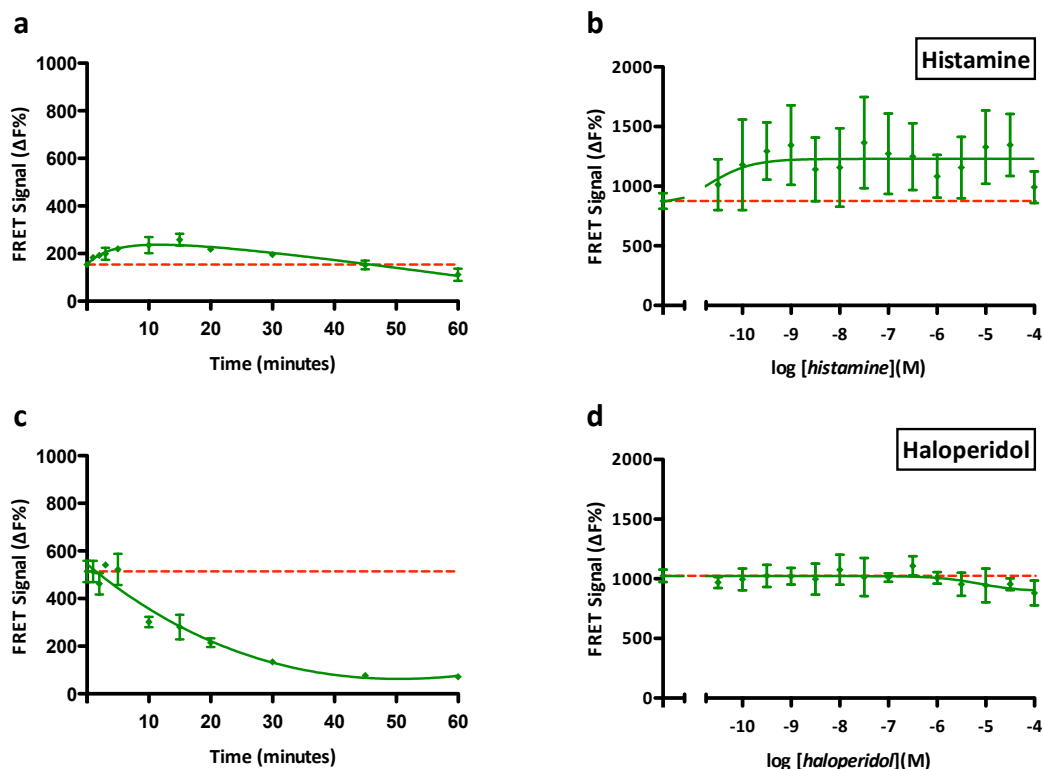 a
FRET Signal (ΔF%)
1000
800
600
400
200
0
10 20 30 40 50 60
Time (minutes)
b
Histamine
FRET Signal (ΔF%)
2000
1500
1000
500
0
-10 -9 -8 -7 -6 -5 -4
log [histamine](M)
c
FRET Signal (ΔF%)
1000
800
600
400
200
0
10 20 30 40 50 60
Time (minutes)
d
Haloperidol
FRET Signal (ΔF%)
2000
1500
1000
500
0
-10 -9 -8 -7 -6 -5 -4
log [haloperidol](M)